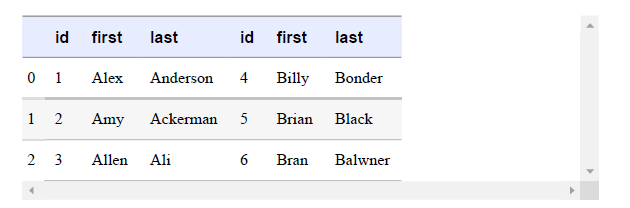 id first last id first last
0 1 Alex Anderson 4 Billy Bonder
1 2 Amy Ackerman 5 Brian Black
2 3 Allen Ali 6 Bran Balwner